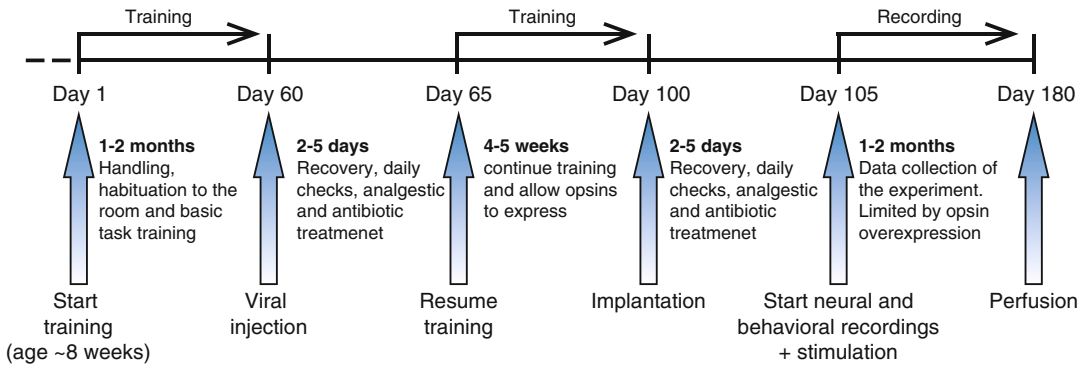 Training
Training
Recording
Day 1
Day 60
Day 65
Day 100
Day 105
Day 180
1-2 months
Handling,
habituation to the
room and basic
task training
2-5 days
Recovery, daily
checks, analgestic
and antibiotic
treatmenet
4-5 weeks
continue training
and allow opsins
to express
2-5 days
Recovery, daily
checks, analgestic
and antibiotic
treatmenet
1-2 months
Data collection of
the experiment.
Limited by opsin
overexpression
Start
training
(age ~8 weeks)
Viral
injection
Resume
training
Implantation
Start neural and
behavioral recordings
+ stimulation
Perfusion